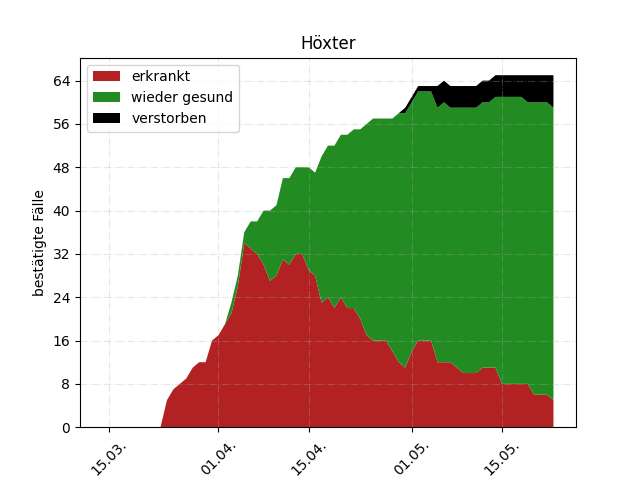 Höxter
erkrankt
wieder gesund
verstorben
bestätigte Fälle
64
56
48
40
32
24
16
8
0
15.03.
01.04.
15.04.
01.05.
15.05.